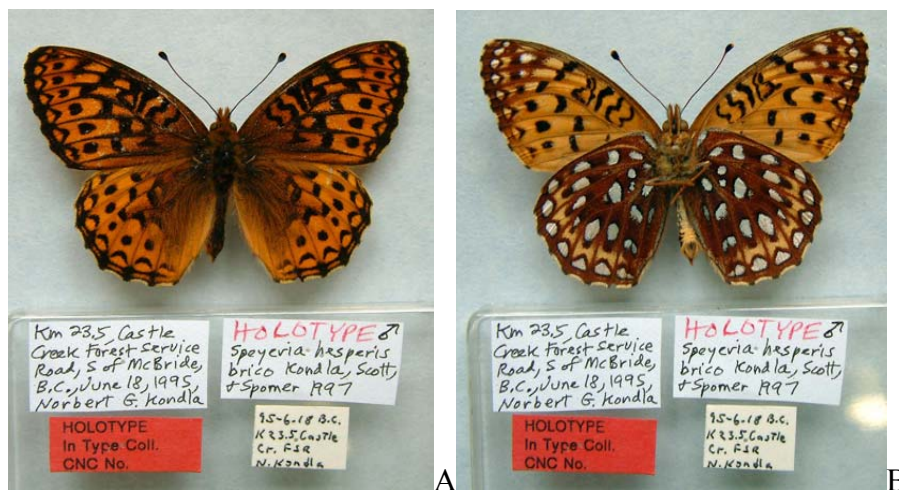 Km 23.5, Castle
Creek Forest Service
Road, S of McBride,
B.C., June 18, 1995,
Norbert G. Kondla
HOLOTYPE ♂
Speyeria hesperis
brico Kondla, Scott,
& Spomer 1997
HOLOTYPE
In Type Coll.
CNC No.
95-6-18 B.C.
K23.5, Castle
Cr. FSR
N. Kondla
A
Km 23.5, Castle
Creek Forest Service
Road, S of McBride,
B.C., June 18, 1995,
Norbert G. Kondla
HOLOTYPE ♂
Speyeria hesperis
brico Kondla, Scott,
& Spomer 1997
HOLOTYPE
In Type Coll.
CNC No.
95-6-18 B.C.
K23.5, Castle
Cr. FSR
N. Kondla